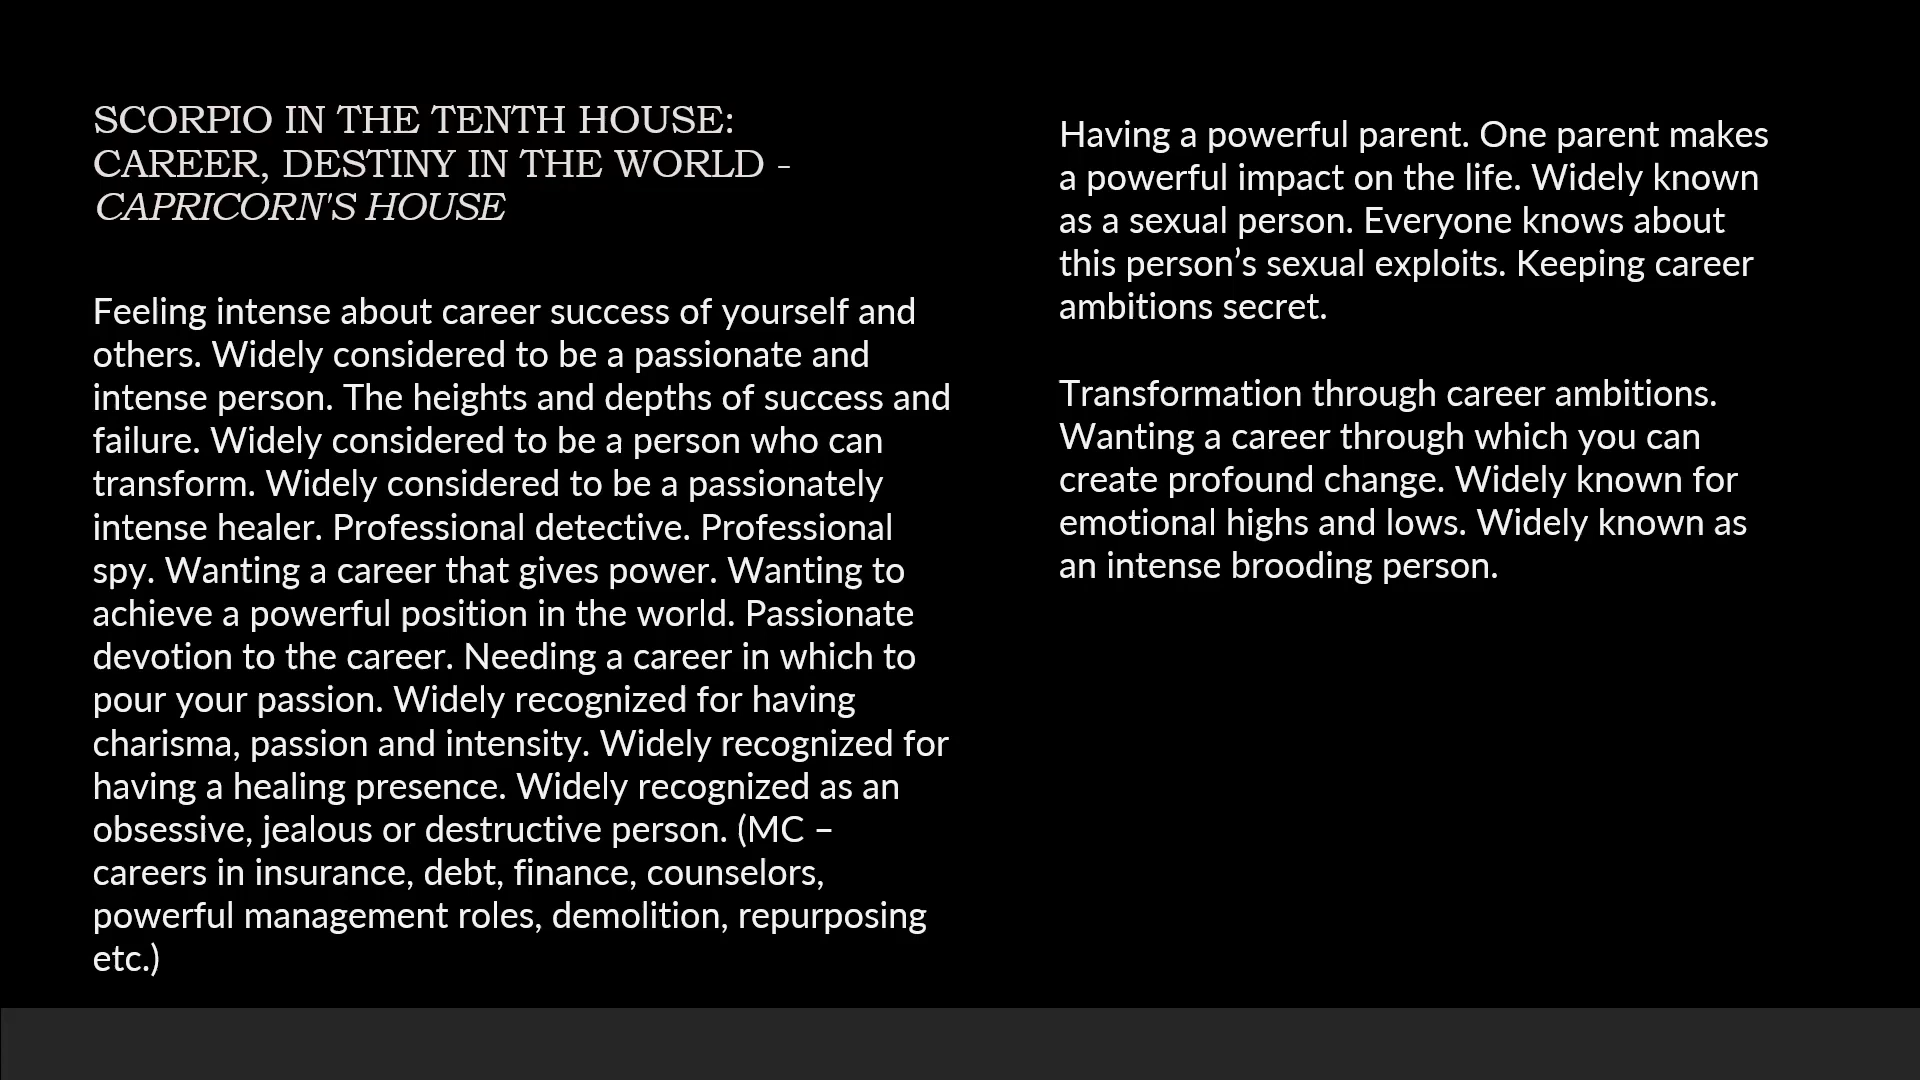 SCORPIO IN THE TENTH HOUSE:
CAREER, DESTINY IN THE WORLD -
CAPRICORN'S HOUSE
Feeling intense about career success of yourself and
others. Widely considered to be a passionate and
intense person. The heights and depths of success and
failure. Widely considered to be a person who can
transform. Widely considered to be a passionately
intense healer. Professional detective. Professional
spy. Wanting a career that gives power. Wanting to
achieve a powerful position in the world. Passionate
devotion to the career. Needing a career in which to
pour your passion. Widely recognized for having
charisma, passion and intensity. Widely recognized for
having a healing presence. Widely recognized as an
obsessive, jealous or destructive person. (MC –
careers in insurance, debt, finance, counselors,
powerful management roles, demolition, repurposing
etc.)
Having a powerful parent. One parent makes
a powerful impact on the life. Widely known
as a sexual person. Everyone knows about
this person’s sexual exploits. Keeping career
ambitions secret.
Transformation through career ambitions.
Wanting a career through which you can
create profound change. Widely known for
emotional highs and lows. Widely known as
an intense brooding person.